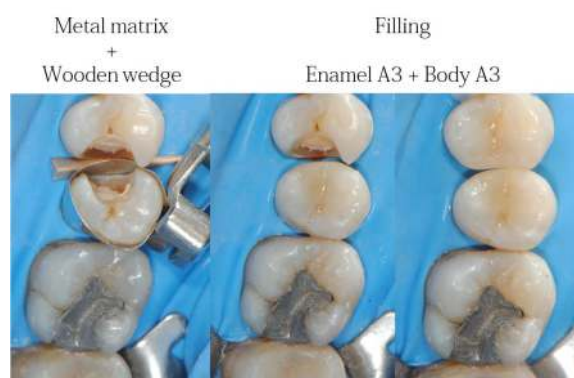 Metal matrix
+
Wooden wedge
Filling
Enamel A3 + Body A3